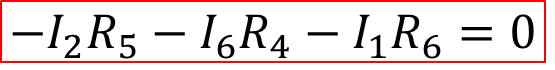 −I₂R₅ − I₆R₄ − I₁R₆ = 0